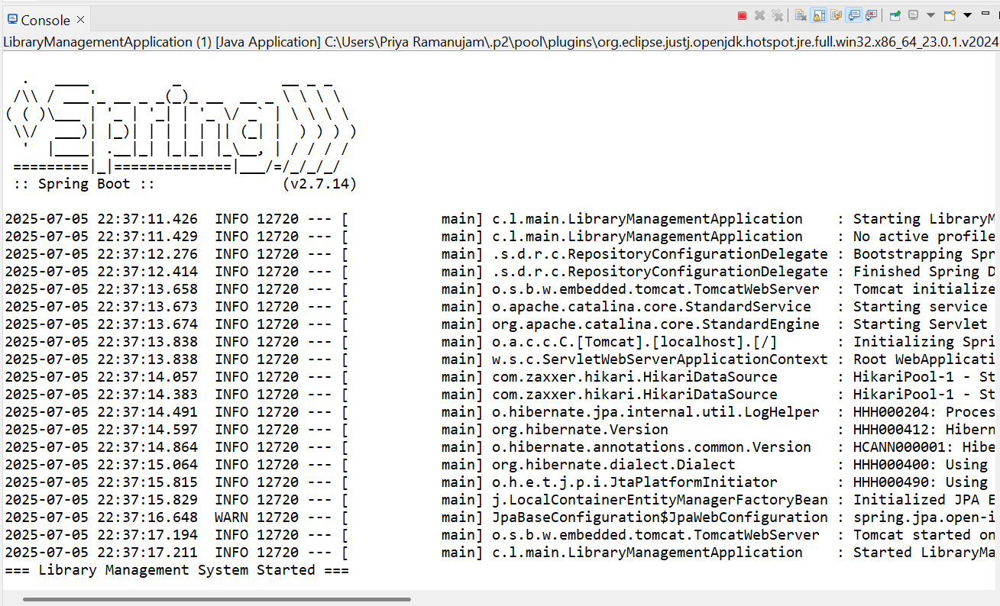 Console
LibraryManagementApplication (1) [Java Application] C:\Users\Priya Ramanujam\.p2\pool\plugins\org.eclipse.justj.openjdk.hotspot.jre.full.win32.x86_64_23.0.1.v2024
  .   ____          _            __ _ _
 /\\ / ___'_ __ _ _(_)_ __  __ _ \ \ \ \
( ( )\___ | '_ | '_| | '_ \/ _` | \ \ \ \
 \\/  ___)| |_)| | | | | || (_| |  ) ) ) )
  '  |____| .__|_| |_|_| |_\__, | / / / /
 =========|_|==============|___/=/_/_/_/
 :: Spring Boot ::               (v2.7.14)
2025-07-05 22:37:11.426  INFO 12720 --- [           main] c.l.main.LibraryManagementApplication    : Starting LibraryM
2025-07-05 22:37:11.429  INFO 12720 --- [           main] c.l.main.LibraryManagementApplication    : No active profile
2025-07-05 22:37:12.276  INFO 12720 --- [           main] .s.d.r.c.RepositoryConfigurationDelegate : Bootstrapping Spr
2025-07-05 22:37:12.414  INFO 12720 --- [           main] .s.d.r.c.RepositoryConfigurationDelegate : Finished Spring D
2025-07-05 22:37:13.658  INFO 12720 --- [           main] o.s.b.w.embedded.tomcat.TomcatWebServer  : Tomcat initialize
2025-07-05 22:37:13.673  INFO 12720 --- [           main] o.apache.catalina.core.StandardService   : Starting service
2025-07-05 22:37:13.674  INFO 12720 --- [           main] org.apache.catalina.core.StandardEngine  : Starting Servlet
2025-07-05 22:37:13.838  INFO 12720 --- [           main] o.a.c.c.C.[Tomcat].[localhost].[/]       : Initializing Spri
2025-07-05 22:37:13.838  INFO 12720 --- [           main] w.s.c.ServletWebServerApplicationContext : Root WebApplicati
2025-07-05 22:37:14.057  INFO 12720 --- [           main] com.zaxxer.hikari.HikariDataSource       : HikariPool-1 - St
2025-07-05 22:37:14.383  INFO 12720 --- [           main] com.zaxxer.hikari.HikariDataSource       : HikariPool-1 - St
2025-07-05 22:37:14.491  INFO 12720 --- [           main] o.hibernate.jpa.internal.util.LogHelper  : HHH000204: Proces
2025-07-05 22:37:14.597  INFO 12720 --- [           main] org.hibernate.Version                    : HHH000412: Hibern
2025-07-05 22:37:14.864  INFO 12720 --- [           main] o.hibernate.annotations.common.Version   : HCANN000001: Hibe
2025-07-05 22:37:15.064  INFO 12720 --- [           main] org.hibernate.dialect.Dialect            : HHH000400: Using
2025-07-05 22:37:15.815  INFO 12720 --- [           main] o.h.e.t.j.p.i.JtaPlatformInitiator       : HHH000490: Using
2025-07-05 22:37:15.829  INFO 12720 --- [           main] j.LocalContainerEntityManagerFactoryBean : Initialized JPA E
2025-07-05 22:37:16.648  WARN 12720 --- [           main] JpaBaseConfiguration$JpaWebConfiguration : spring.jpa.open-i
2025-07-05 22:37:17.194  INFO 12720 --- [           main] o.s.b.w.embedded.tomcat.TomcatWebServer  : Tomcat started on
2025-07-05 22:37:17.211  INFO 12720 --- [           main] c.l.main.LibraryManagementApplication    : Started LibraryMa
=== Library Management System Started ===